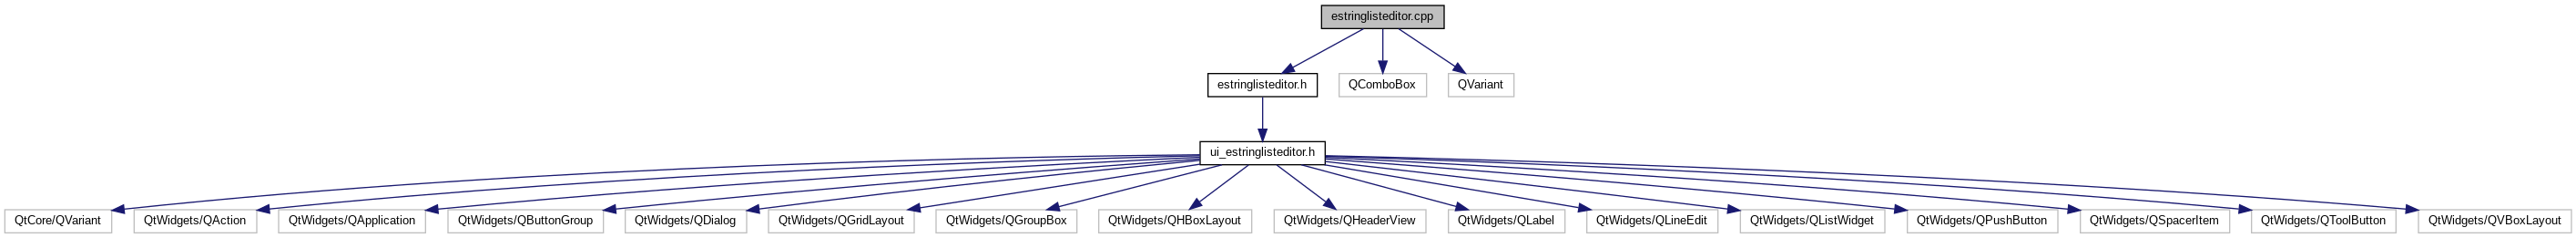 estringlisteditor.cpp
estringlisteditor.h
QComboBox
QVariant
ui_estringlisteditor.h
QtCore/QVariant
QtWidgets/QAction
QtWidgets/QApplication
QtWidgets/QButtonGroup
QtWidgets/QDialog
QtWidgets/QGridLayout
QtWidgets/QGroupBox
QtWidgets/QHBoxLayout
QtWidgets/QHeaderView
QtWidgets/QLabel
QtWidgets/QLineEdit
QtWidgets/QListWidget
QtWidgets/QPushButton
QtWidgets/QSpacerItem
QtWidgets/QToolButton
QtWidgets/QVBoxLayout